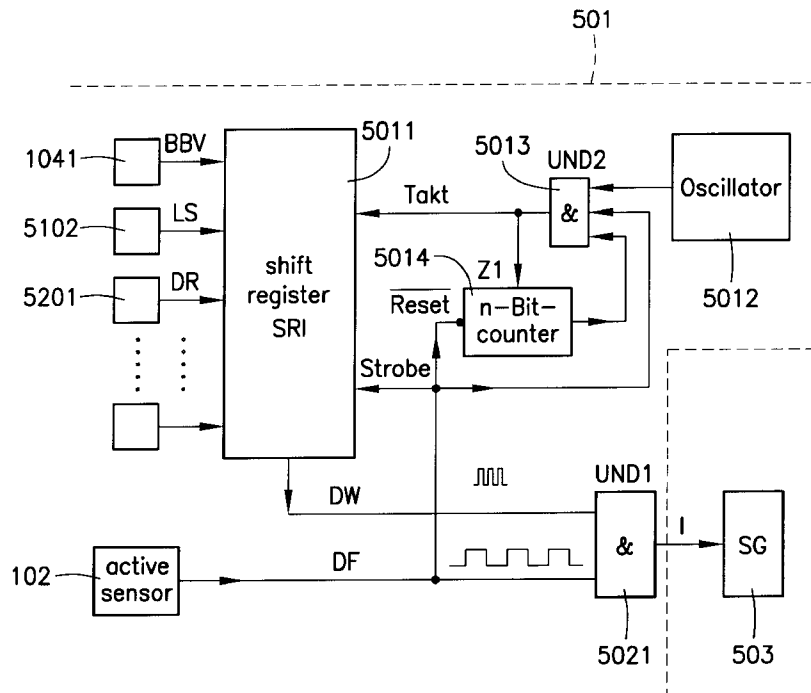 501
1041
BBV
5011
5013
UND2
Oscillator
5102
LS
Takt
&
5201
DR
shift
register
SRI
5014
Z1
5012
Reset
n-Bit-
counter
Strobe
DW
UND1
102
active
sensor
DF
&
I
SG
5021
503